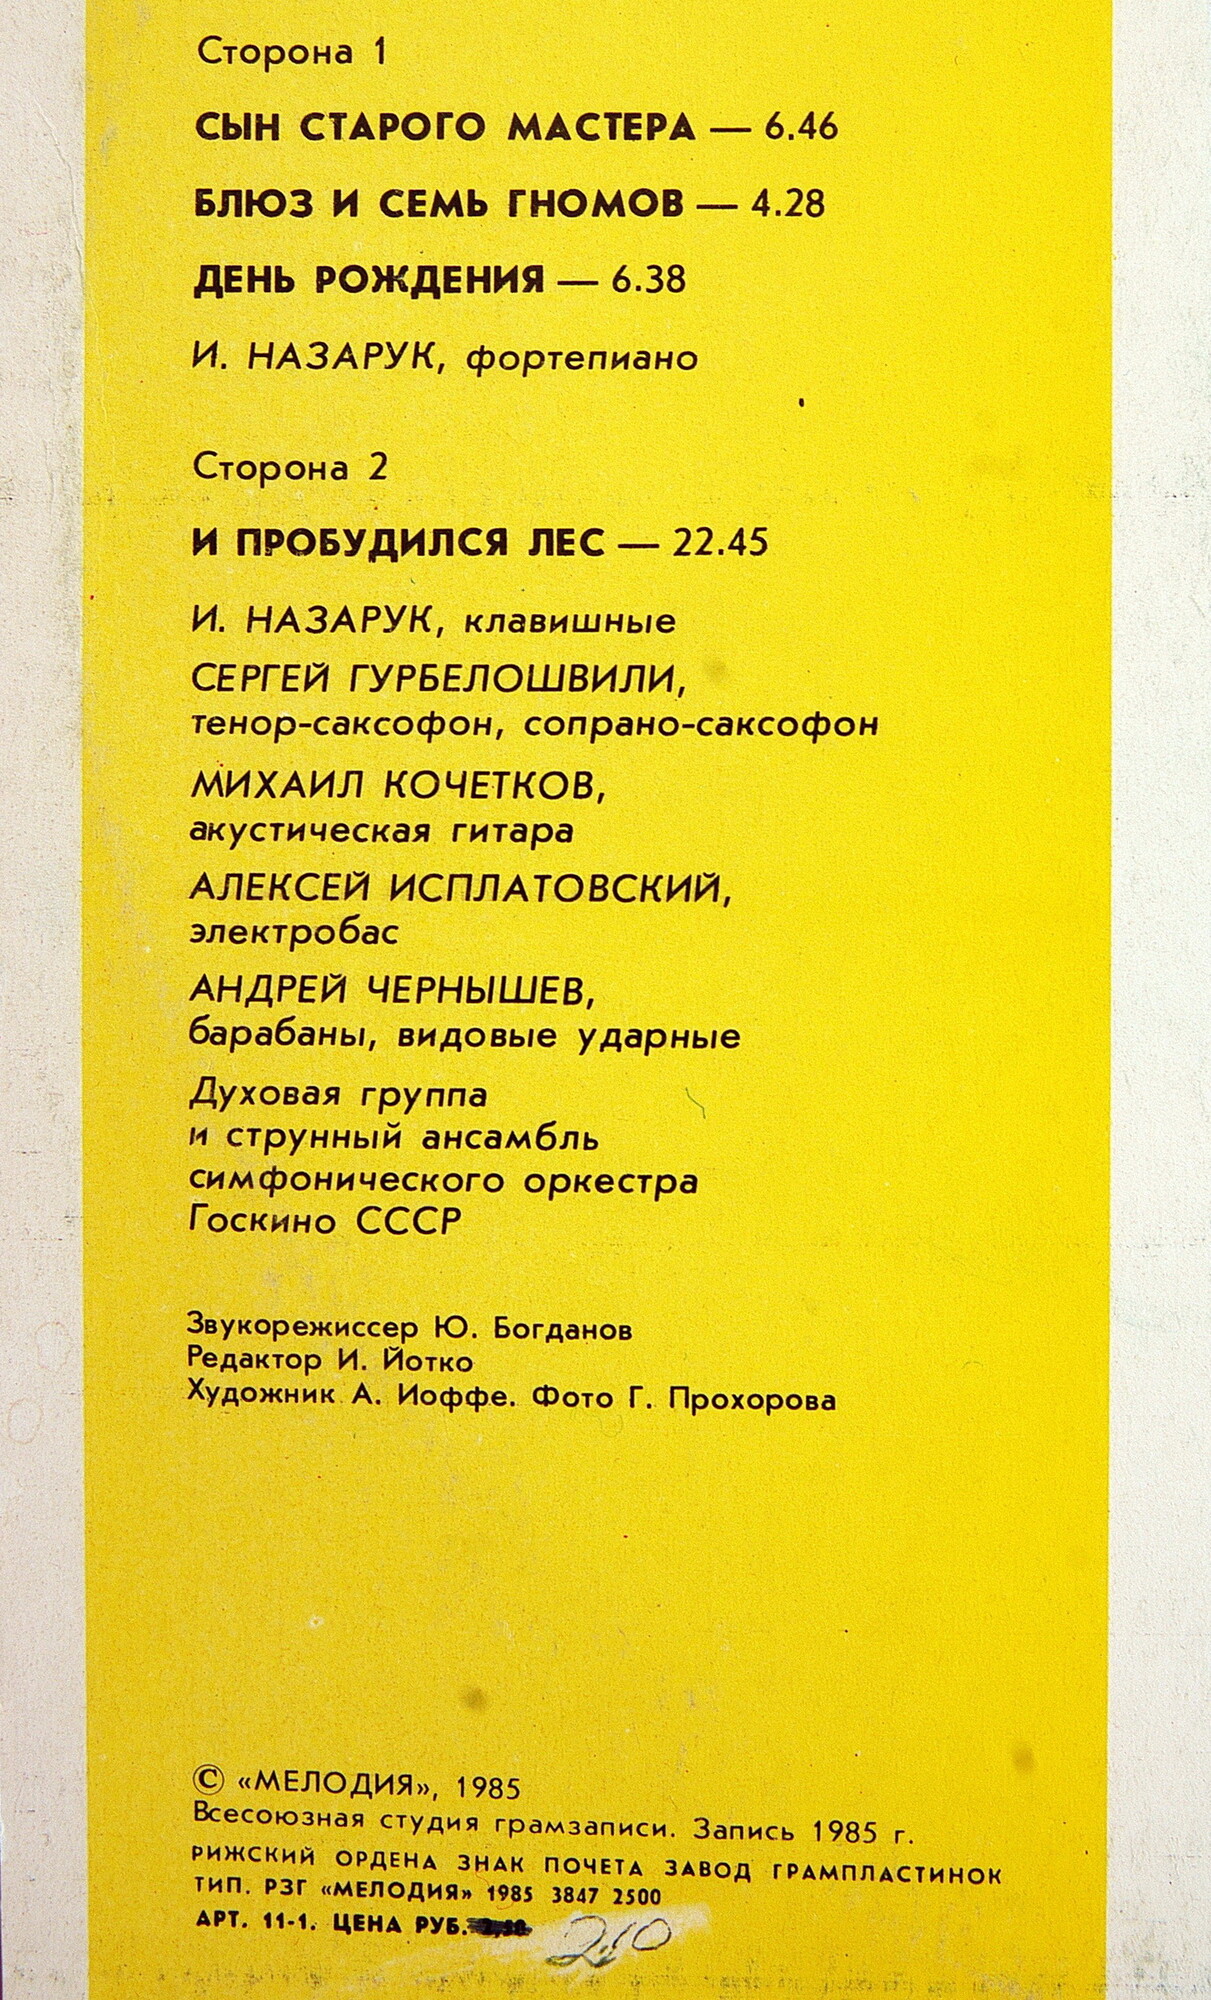 Сторона 1
СЫН СТАРОГО МАСТЕРА — 6.46
БЛЮЗ И СЕМЬ ГНОМОВ — 4.28
ДЕНЬ РОЖДЕНИЯ — 6.38
И. НАЗАРУК, фортепиано
Сторона 2
И ПРОБУДИЛСЯ ЛЕС — 22.45
И. НАЗАРУК, клавишные
СЕРГЕЙ ГУРБЕЛОШВИЛИ,
тенор-саксофон, сопрано-саксофон
МИХАИЛ КОЧЕТКОВ,
акустическая гитара
АЛЕКСЕЙ ИСПЛАТОВСКИЙ,
электробас
АНДРЕЙ ЧЕРНЫШЕВ,
барабаны, видовые ударные
Духовая группа
и струнный ансамбль
симфонического оркестра
Госкино СССР
Звукорежиссер Ю. Богданов
Редактор И. Йотко
Художник А. Иоффе. Фото Г. Прохорова
© «МЕЛОДИЯ», 1985
Всесоюзная студия грамзаписи. Запись 1985 г.
РИЖСКИЙ ОРДЕНА ЗНАК ПОЧЕТА ЗАВОД ГРАМПЛАСТИНОК
ТИП. РЗГ «МЕЛОДИЯ» 1985 3847 2500
АРТ. 11-1. ЦЕНА РУБ.